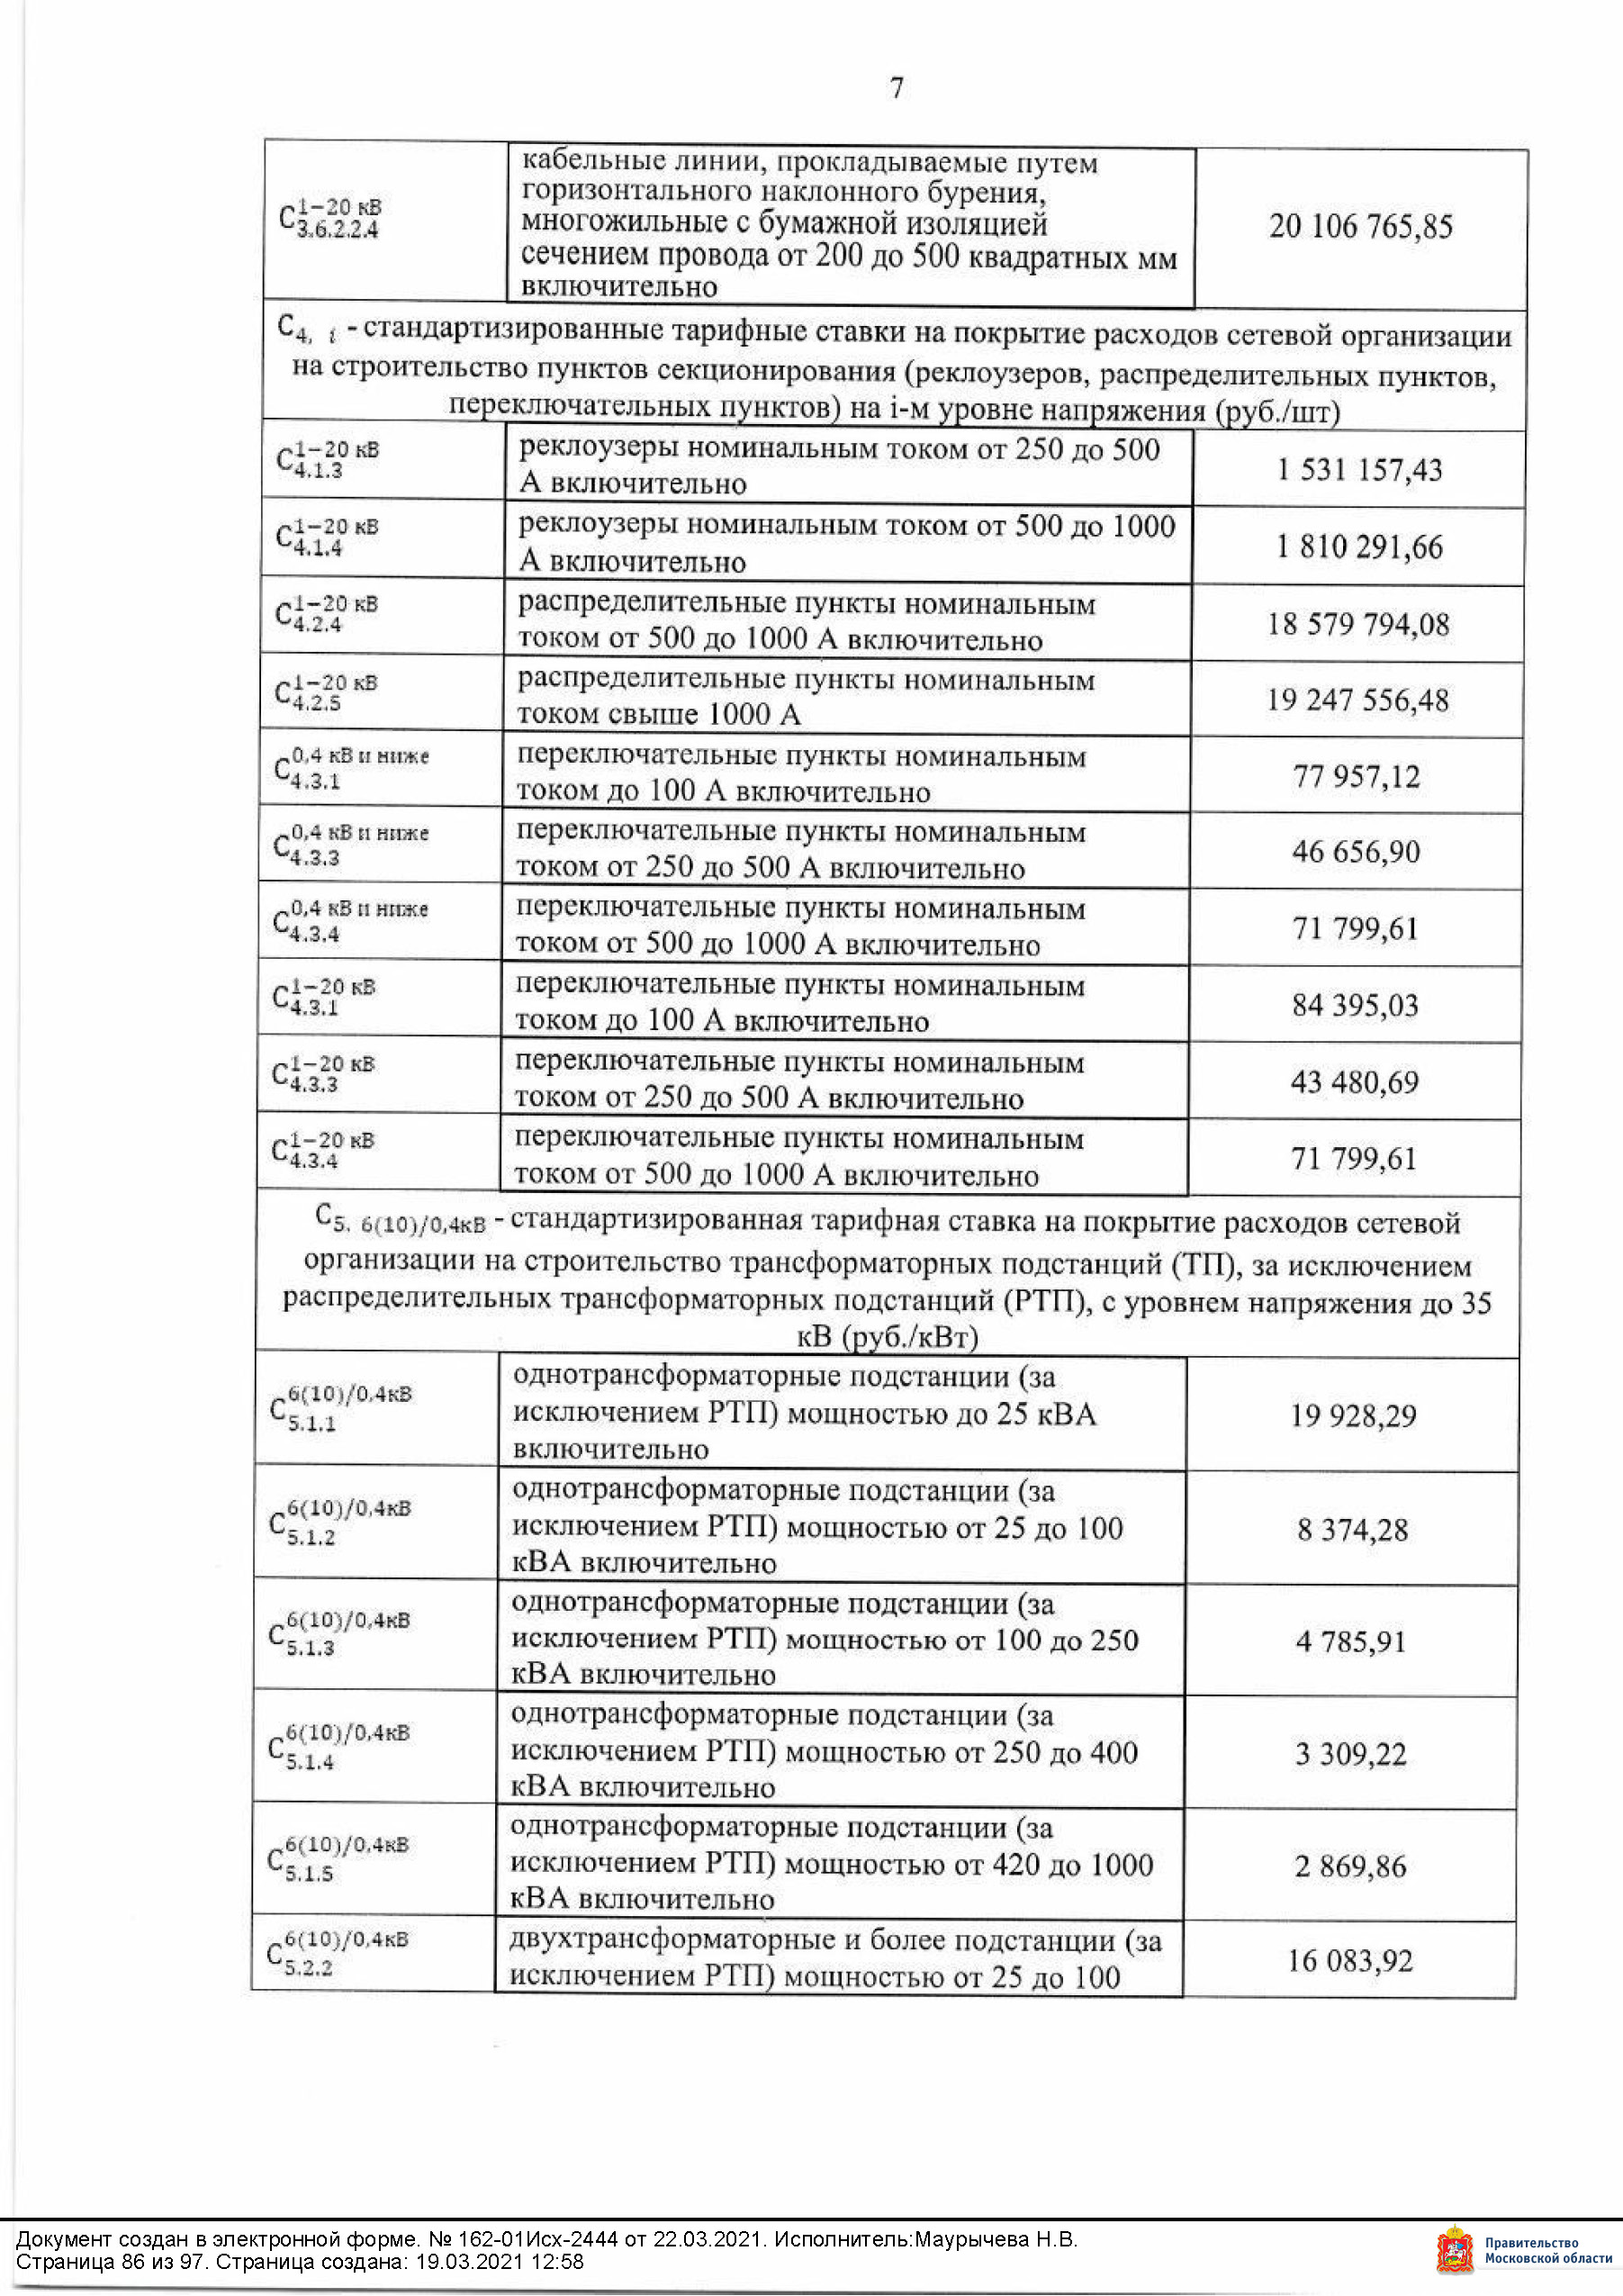 7
кабельные линии, прокладываемые путем
горизонтального наклонного бурения,
C 1−20 кВ 3.6.2.2.4
многожильные с бумажной изоляцией
20 106 765,85
сечением провода от 200 до 500 квадратных мм
включительно
C4, i - стандартизированные тарифные ставки на покрытие расходов сетевой организации
на строительство пунктов секционирования (реклоузеров, распределительных пунктов,
переключательных пунктов) на i-м уровне напряжения (руб./шт)
C 1−20 кВ 4.1.3
реклоузеры номинальным током от 250 до 500
А включительно
1 531 157,43
C 1−20 кВ 4.1.4
реклоузеры номинальным током от 500 до 1000
А включительно
1 810 291,66
C 1−20 кВ 4.2.4
распределительные пункты номинальным
током от 500 до 1000 А включительно
18 579 794,08
C 1−20 кВ 4.2.5
распределительные пункты номинальным
током свыше 1000 А
19 247 556,48
C 0,4 кВ и ниже 4.3.1
переключательные пункты номинальным
током до 100 А включительно
77 957,12
C 0,4 кВ и ниже 4.3.3
переключательные пункты номинальным
током от 250 до 500 А включительно
46 656,90
C 0,4 кВ и ниже 4.3.4
переключательные пункты номинальным
током от 500 до 1000 А включительно
71 799,61
C 1−20 кВ 4.3.1
переключательные пункты номинальным
током до 100 А включительно
84 395,03
C 1−20 кВ 4.3.3
переключательные пункты номинальным
током от 250 до 500 А включительно
43 480,69
C 1−20 кВ 4.3.4
переключательные пункты номинальным
током от 500 до 1000 А включительно
71 799,61
C5, 6(10)/0,4кВ - стандартизированная тарифная ставка на покрытие расходов сетевой
организации на строительство трансформаторных подстанций (ТП), за исключением
распределительных трансформаторных подстанций (РТП), с уровнем напряжения до 35
кВ (руб./кВт)
C 6(10)/0,4кВ 5.1.1
однотрансформаторные подстанции (за
исключением РТП) мощностью до 25 кВА
включительно
19 928,29
C 6(10)/0,4кВ 5.1.2
однотрансформаторные подстанции (за
исключением РТП) мощностью от 25 до 100
кВА включительно
8 374,28
C 6(10)/0,4кВ 5.1.3
однотрансформаторные подстанции (за
исключением РТП) мощностью от 100 до 250
кВА включительно
4 785,91
C 6(10)/0,4кВ 5.1.4
однотрансформаторные подстанции (за
исключением РТП) мощностью от 250 до 400
кВА включительно
3 309,22
C 6(10)/0,4кВ 5.1.5
однотрансформаторные подстанции (за
исключением РТП) мощностью от 420 до 1000
кВА включительно
2 869,86
C 6(10)/0,4кВ 5.2.2
двухтрансформаторные и более подстанции (за
исключением РТП) мощностью от 25 до 100
16 083,92
Документ создан в электронной форме. № 162-01Исх-2444 от 22.03.2021. Исполнитель:Маурычева Н.В.
Страница 86 из 97. Страница создана: 19.03.2021 12:58
Правительство
Московской области